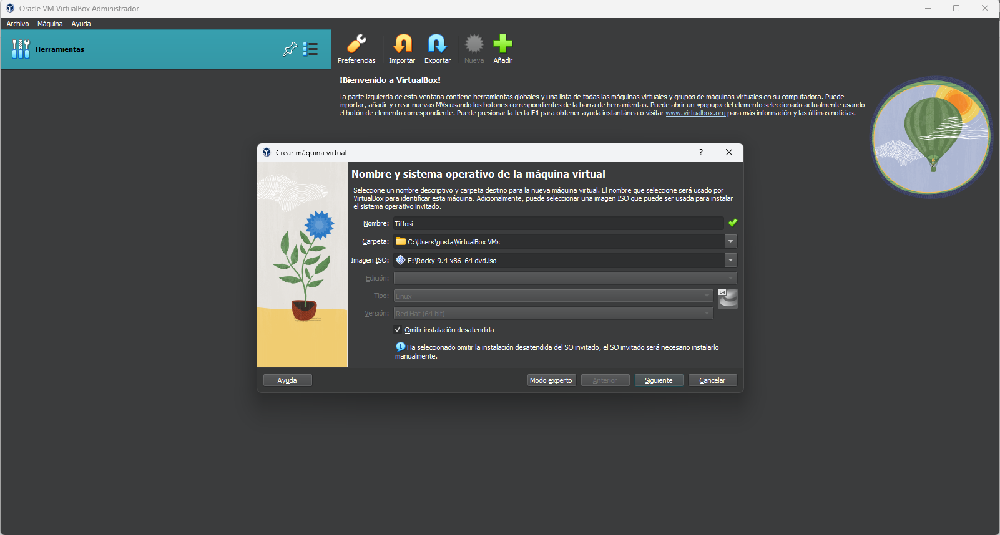 Oracle VM VirtualBox Administrador
Archivo Máquina Ayuda
Herramientas
Preferencias Importar Exportar Nueva Añadir
¡Bienvenido a VirtualBox!
La parte izquierda de esta ventana contiene herramientas globales y una lista de todas las máquinas virtuales y grupos de máquinas virtuales en su computadora. Puede
importar, añadir y crear nuevas MVs usando los botones correspondientes de la barra de herramientas. Puede abrir un «popup» del elemento seleccionado actualmente usando
el botón de elemento correspondiente. Puede presionar la tecla F1 para obtener ayuda instantánea o visitar www.virtualbox.org para más información y las últimas noticias.
Crear máquina virtual ?
Nombre y sistema operativo de la máquina virtual
Seleccione un nombre descriptivo y carpeta destino para la nueva máquina virtual. El nombre que seleccione será usado por
VirtualBox para identificar esta máquina. Adicionalmente, puede seleccionar una imagen ISO que puede ser usada para instalar
el sistema operativo invitado.
Nombre: Tiffosi
Carpeta: C:\Users\gusta\VirtualBox VMs
Imagen ISO: E:\Rocky-9.4-x86_64-dvd.iso
Edición:
Tipo: Linux 64
Versión: Red Hat (64-bit)
Omitir instalación desatendida
Ha seleccionado omitir la instalación desatendida del SO invitado, el SO invitado será necesario instalarlo
manualmente.
Ayuda Modo experto Anterior Siguiente Cancelar